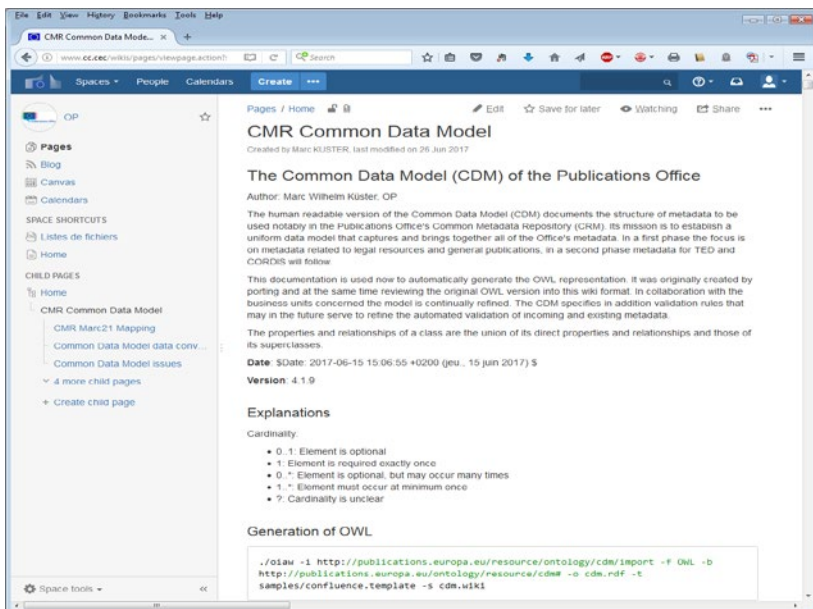 File Edit View History Bookmarks Tools Help
CMR Common Data Mode... × +
www.cc.cec/wikis/pages/viewpage.action?
Search
Spaces People Calendars Create •••
OP
Pages
Blog
Canvas
Calendars
SPACE SHORTCUTS
Listes de fichiers
Home
CHILD PAGES
Home
CMR Common Data Model
CMR Marc21 Mapping
Common Data Model data conv...
Common Data Model issues
4 more child pages
+ Create child page
Space tools
Pages / Home
Edit Save for later Watching Share •••
CMR Common Data Model
Created by Marc KUSTER, last modified on 26 Jun 2017
The Common Data Model (CDM) of the Publications Office
Author: Marc Wilhelm Küster, OP
The human readable version of the Common Data Model (CDM) documents the structure of metadata to be
used notably in the Publications Office's Common Metadata Repository (CRM). Its mission is to establish a
uniform data model that captures and brings together all of the Office's metadata. In a first phase the focus is
on metadata related to legal resources and general publications, in a second phase metadata for TED and
CORDIS will follow.
This documentation is used now to automatically generate the OWL representation. It was originally created by
porting and at the same time reviewing the original OWL version into this wiki format. In collaboration with the
business units concerned the model is continually refined. The CDM specifies in addition validation rules that
may in the future serve to refine the automated validation of incoming and existing metadata.
The properties and relationships of a class are the union of its direct properties and relationships and those of
its superclasses.
Date: $Date: 2017-06-15 15:06:55 +0200 (jeu., 15 juin 2017) $
Version: 4.1.9
Explanations
Cardinality:
• 0..1: Element is optional
• 1: Element is required exactly once
• 0..*: Element is optional, but may occur many times
• 1..*: Element must occur at minimum once
• ?: Cardinality is unclear
Generation of OWL
./oiaw -i http://publications.europa.eu/resource/ontology/cdm/import -f OWL -b
http://publications.europa.eu/ontology/resource/cdm# -o cdm.rdf -t
samples/confluence.template -s cdm.wiki